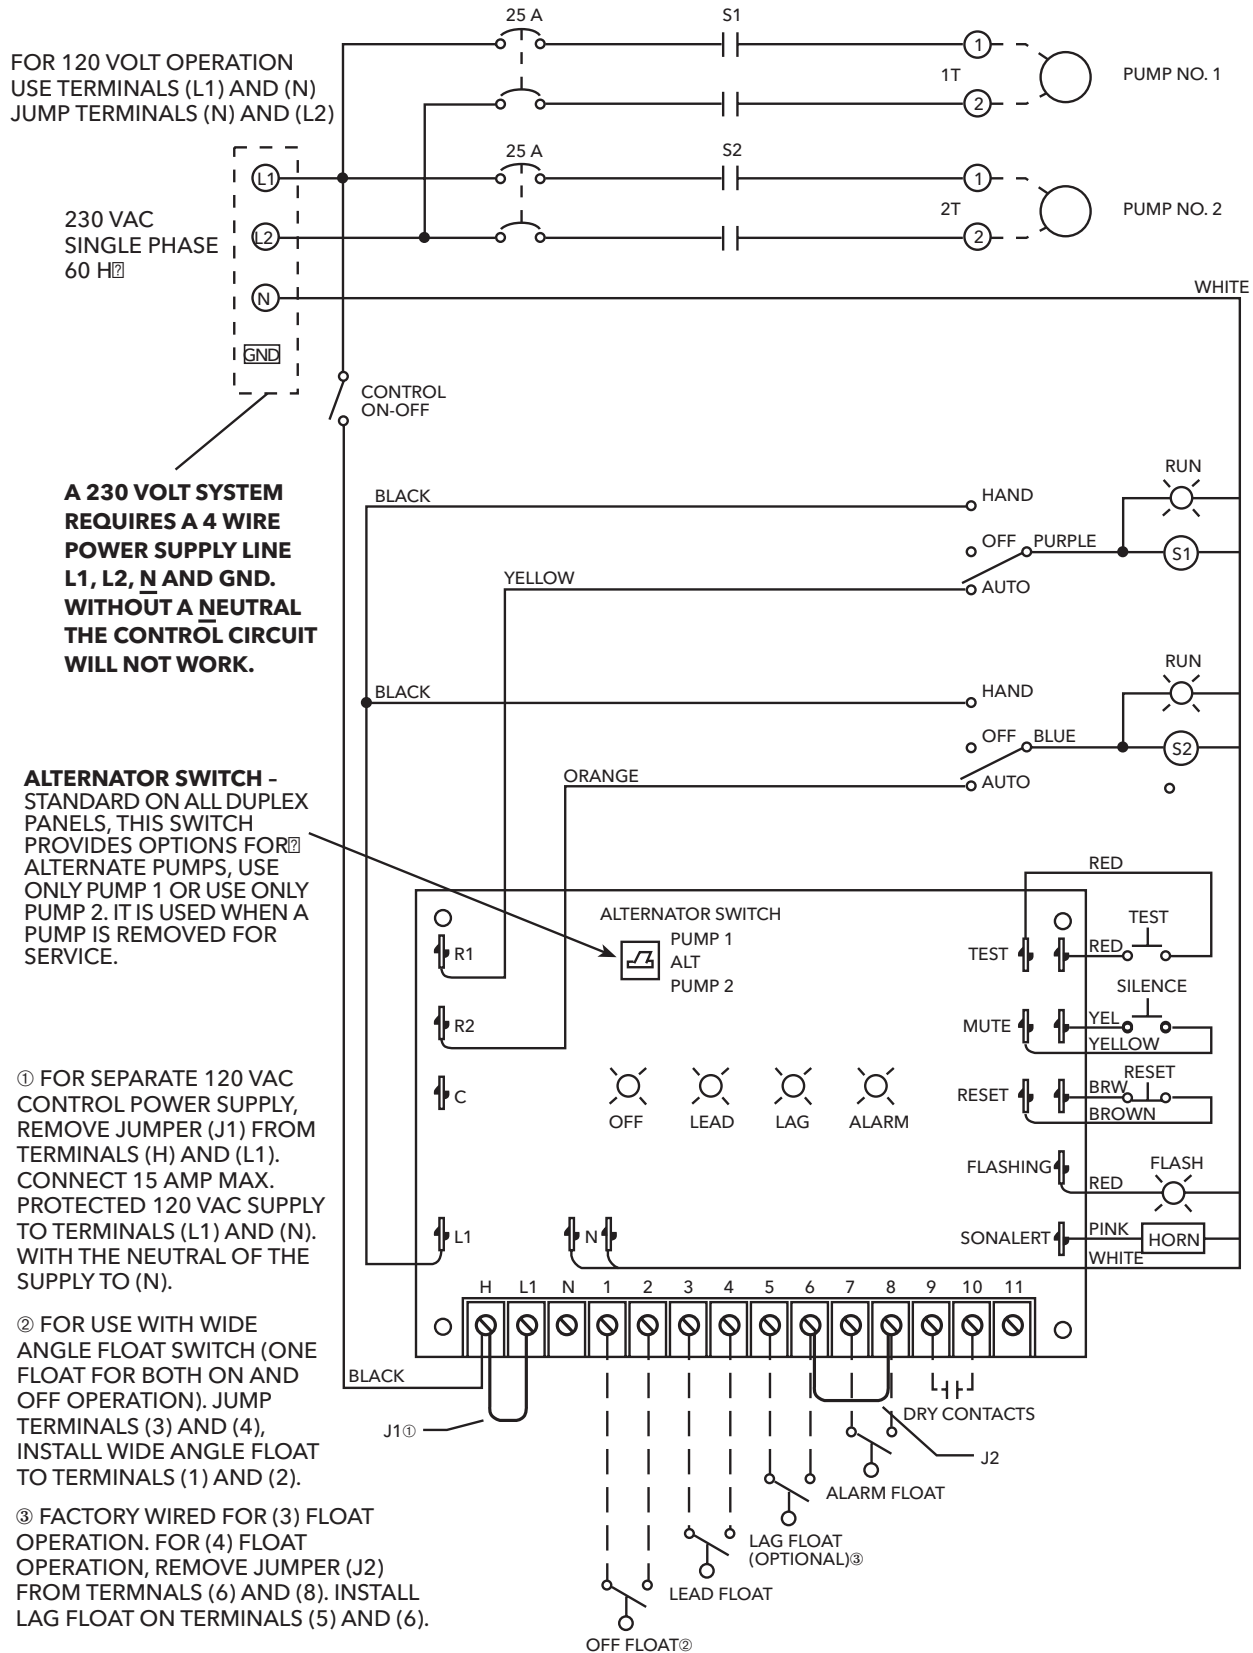 25 A
S1
FOR 120 VOLT OPERATION
USE TERMINALS (L1) AND (N)
JUMP TERMINALS (N) AND (L2)
1
1T
2
PUMP NO. 1
25 A
S2
L1
1
2T
2
PUMP NO. 2
230 VAC
SINGLE PHASE
60 H
L2
N
GND
WHITE
CONTROL
ON-OFF
A 230 VOLT SYSTEM
REQUIRES A 4 WIRE
POWER SUPPLY LINE
L1, L2, N AND GND.
WITHOUT A NEUTRAL
THE CONTROL CIRCUIT
WILL NOT WORK.
BLACK
HAND
RUN
OFF
PURPLE
S1
YELLOW
AUTO
BLACK
HAND
RUN
OFF
BLUE
S2
ORANGE
AUTO
ALTERNATOR SWITCH –
STANDARD ON ALL DUPLEX
PANELS, THIS SWITCH
PROVIDES OPTIONS FOR
ALTERNATE PUMPS, USE
ONLY PUMP 1 OR USE ONLY
PUMP 2. IT IS USED WHEN A
PUMP IS REMOVED FOR
SERVICE.
RED
ALTERNATOR SWITCH
PUMP 1
ALT
PUMP 2
R1
R2
C
L1
N
OFF
LEAD
LAG
ALARM
TEST
RED
TEST
SILENCE
MUTE
YEL
YELLOW
RESET
RESET
BRW
BROWN
FLASHING
FLASH
RED
SONALERT
PINK
HORN
WHITE
① FOR SEPARATE 120 VAC
CONTROL POWER SUPPLY,
REMOVE JUMPER (J1) FROM
TERMINALS (H) AND (L1).
CONNECT 15 AMP MAX.
PROTECTED 120 VAC SUPPLY
TO TERMINALS (L1) AND (N).
WITH THE NEUTRAL OF THE
SUPPLY TO (N).
H L1 N 1 2 3 4 5 6 7 8 9 10 11
② FOR USE WITH WIDE
ANGLE FLOAT SWITCH (ONE
FLOAT FOR BOTH ON AND
OFF OPERATION). JUMP
TERMINALS (3) AND (4),
INSTALL WIDE ANGLE FLOAT
TO TERMINALS (1) AND (2).
BLACK
J1①
DRY CONTACTS
J2
ALARM FLOAT
LAG FLOAT
(OPTIONAL)③
LEAD FLOAT
OFF FLOAT②
③ FACTORY WIRED FOR (3) FLOAT
OPERATION. FOR (4) FLOAT
OPERATION, REMOVE JUMPER (J2)
FROM TERMNALS (6) AND (8). INSTALL
LAG FLOAT ON TERMINALS (5) AND (6).